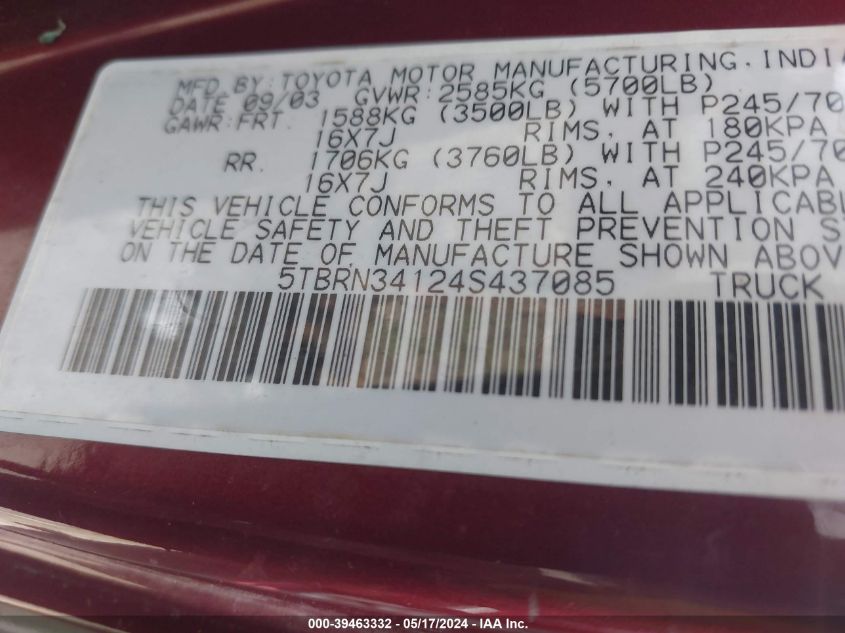 MFD BY: TOYOTA MOTOR MANUFACTURING, INDIA
DATE 09/03 GVWR: 2585KG (5700LB)
GAWR: FRT. 1588KG (3500LB) WITH P245/70
16X7J RIMS, AT 180KPA
RR. 1706KG (3760LB) WITH P245/70
16X7J RIMS, AT 240KPA
THIS VEHICLE CONFORMS TO ALL APPLICABL
VEHICLE SAFETY AND THEFT PREVENTION S
ON THE DATE OF MANUFACTURE SHOWN ABOV
5TBRN34124S437085 TRUCK
000-39463332 - 05/17/2024 - IAA Inc.